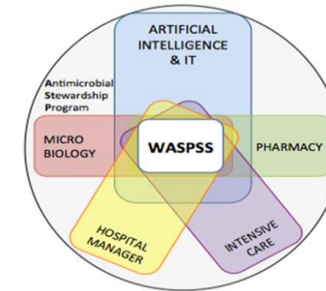 ARTIFICIAL
INTELLIGENCE
& IT
Antimicrobial
Stewardship
Program
MICRO
BIOLOGY
WASPSS
PHARMACY
HOSPITAL
MANAGER
INTENSIVE
CARE